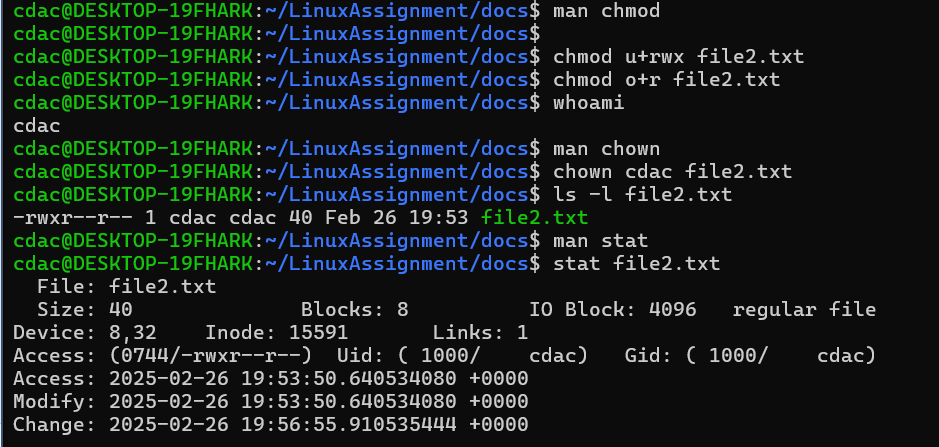 cdac@DESKTOP-19FHARK:~/LinuxAssignment/docs$ man chmod
cdac@DESKTOP-19FHARK:~/LinuxAssignment/docs$
cdac@DESKTOP-19FHARK:~/LinuxAssignment/docs$ chmod u+rwx file2.txt
cdac@DESKTOP-19FHARK:~/LinuxAssignment/docs$ chmod o+r file2.txt
cdac@DESKTOP-19FHARK:~/LinuxAssignment/docs$ whoami
cdac
cdac@DESKTOP-19FHARK:~/LinuxAssignment/docs$ man chown
cdac@DESKTOP-19FHARK:~/LinuxAssignment/docs$ chown cdac file2.txt
cdac@DESKTOP-19FHARK:~/LinuxAssignment/docs$ ls -l file2.txt
-rwxr--r-- 1 cdac cdac 40 Feb 26 19:53 file2.txt
cdac@DESKTOP-19FHARK:~/LinuxAssignment/docs$ man stat
cdac@DESKTOP-19FHARK:~/LinuxAssignment/docs$ stat file2.txt
  File: file2.txt
  Size: 40              Blocks: 8          IO Block: 4096   regular file
Device: 8,32    Inode: 15591       Links: 1
Access: (0744/-rwxr--r--)  Uid: ( 1000/    cdac)   Gid: ( 1000/    cdac)
Access: 2025-02-26 19:53:50.640534080 +0000
Modify: 2025-02-26 19:53:50.640534080 +0000
Change: 2025-02-26 19:56:55.910535444 +0000